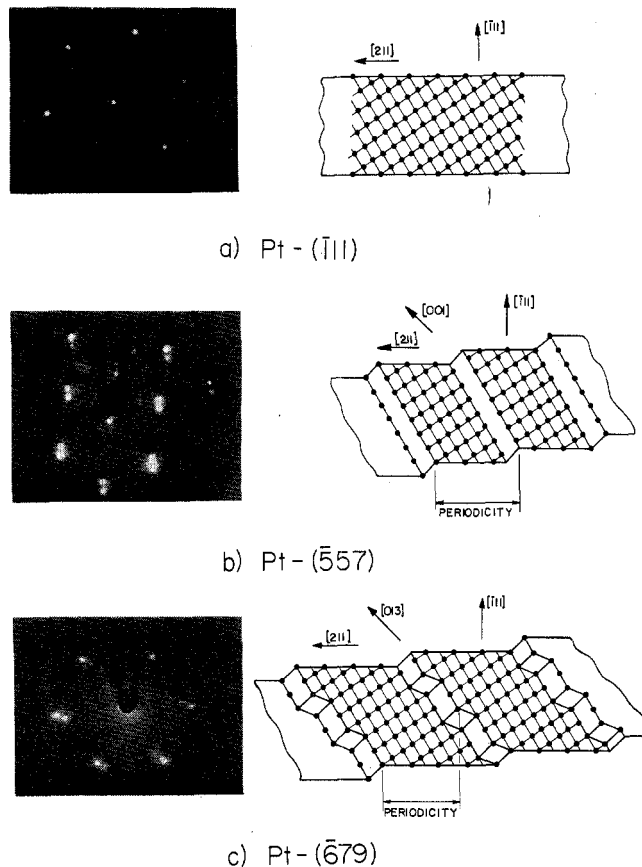 [211]
[1̄11]
a) Pt - (1̄11)
[001]
[1̄11]
[211]
PERIODICITY
b) Pt - (5̄57)
[013]
[1̄11]
[211]
PERIODICITY
c) Pt - (6̄79)